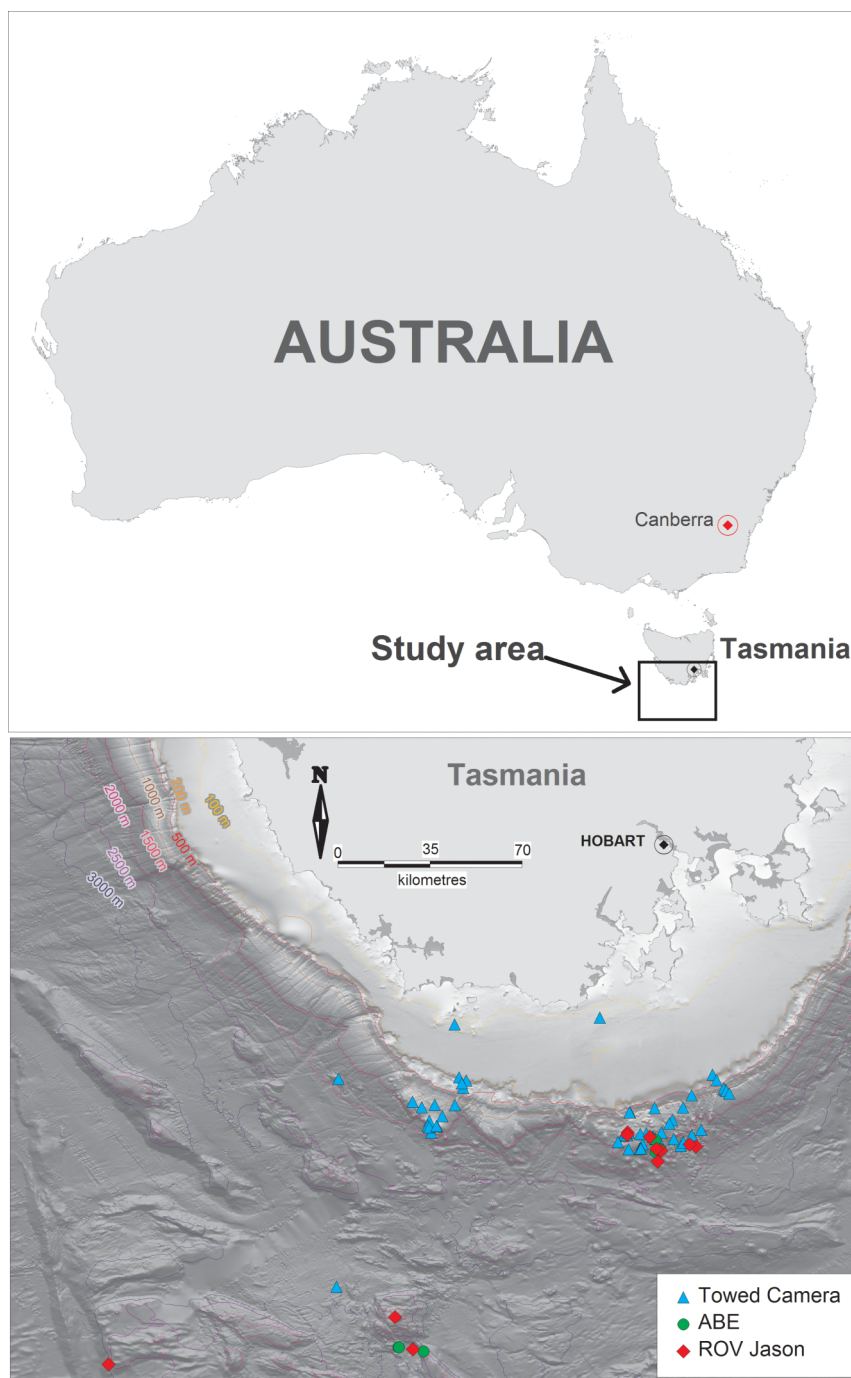 AUSTRALIA
Canberra
Study area
Tasmania
Tasmania
N
HOBART
0 35 70
kilometres
100 m
200 m
500 m
1000 m
1500 m
2000 m
2500 m
3000 m
Towed Camera
ABE
ROV Jason